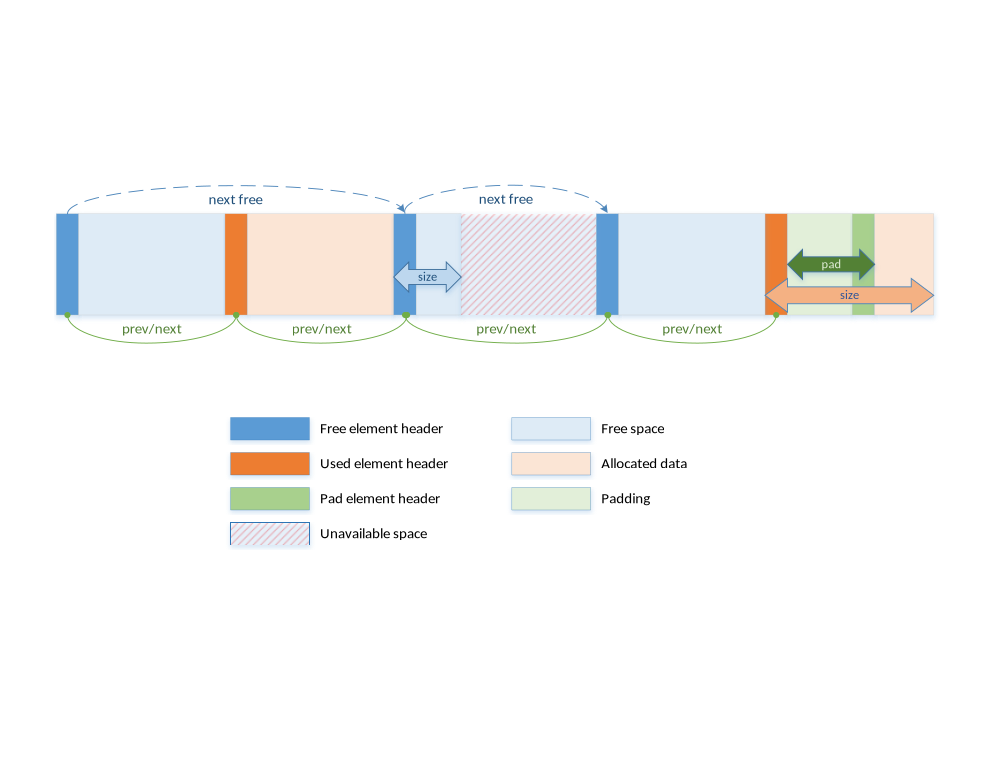 next free
next free
size
pad
size
prev/next
prev/next
prev/next
prev/next
Free element header
Free space
Used element header
Allocated data
Pad element header
Padding
Unavailable space